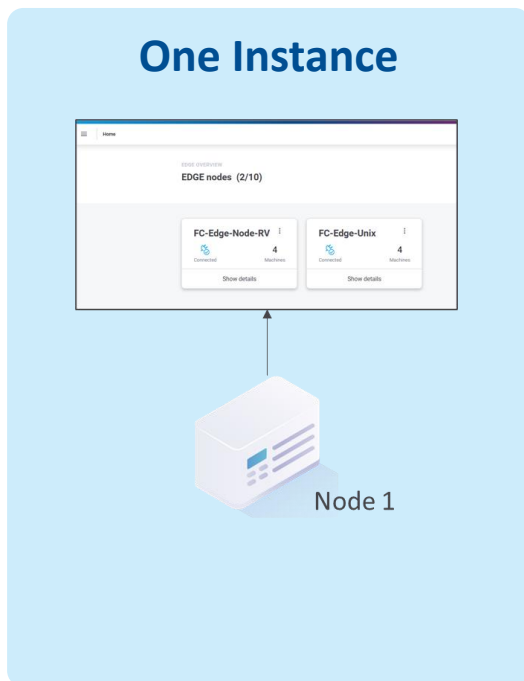 One Instance
Home
EDGE OVERVIEW
EDGE nodes (2/10)
FC-Edge-Node-RV
FC-Edge-Unix
4
4
Connected
Machines
Connected
Machines
Show details
Show details
Node 1